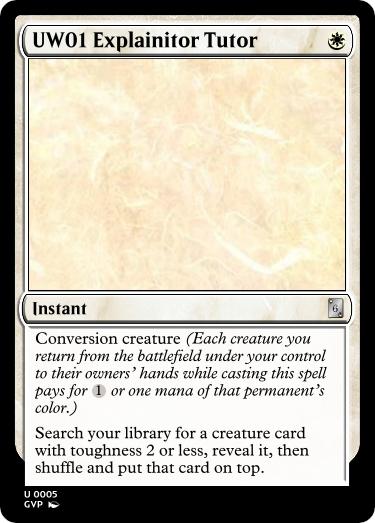 UW01 Explainitor Tutor
Instant
6
Conversion creature (Each creature you
return from the battlefield under your control
to their owners' hands while casting this spell
pays for 1 or one mana of that permanent's
color.)
Search your library for a creature card
with toughness 2 or less, reveal it, then
shuffle and put that card on top.
U 0005
GVP